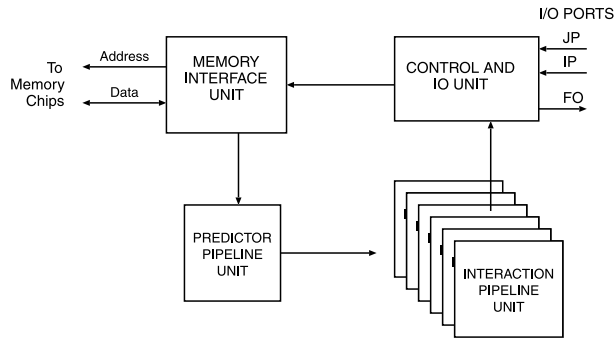 I/O PORTS
To
Memory
Chips
Address
Data
MEMORY
INTERFACE
UNIT
CONTROL AND
IO UNIT
JP
IP
FO
PREDICTOR
PIPELINE
UNIT
INTERACTION
PIPELINE
UNIT